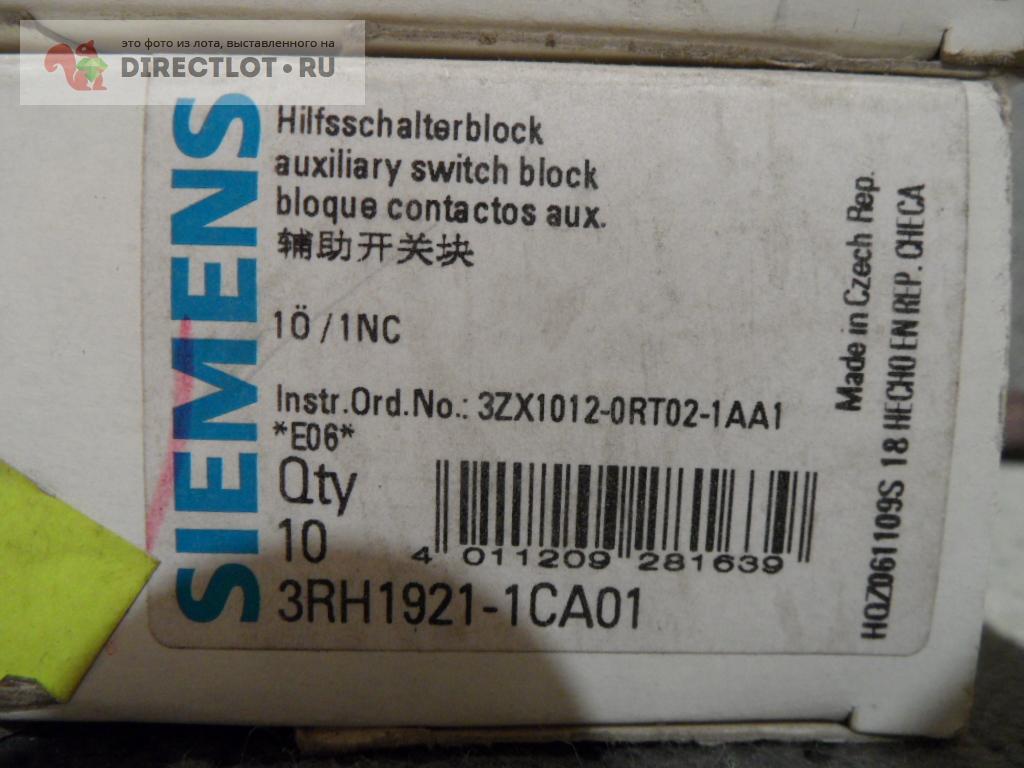 это фото из лота, выставленного на
DIRECTLOT.RU
SIEMENS
Hilfsschalterblock
auxiliary switch block
bloque contactos aux.
辅助开关块
1Ö / 1NC
Instr.Ord.No.: 3ZX1012-0RT02-1AA1
*E06*
Qty
10
4 011209 281639
3RH1921-1CA01
Made in Czech Rep.
HQZ061109S 18 HECHO EN REP. CHECA